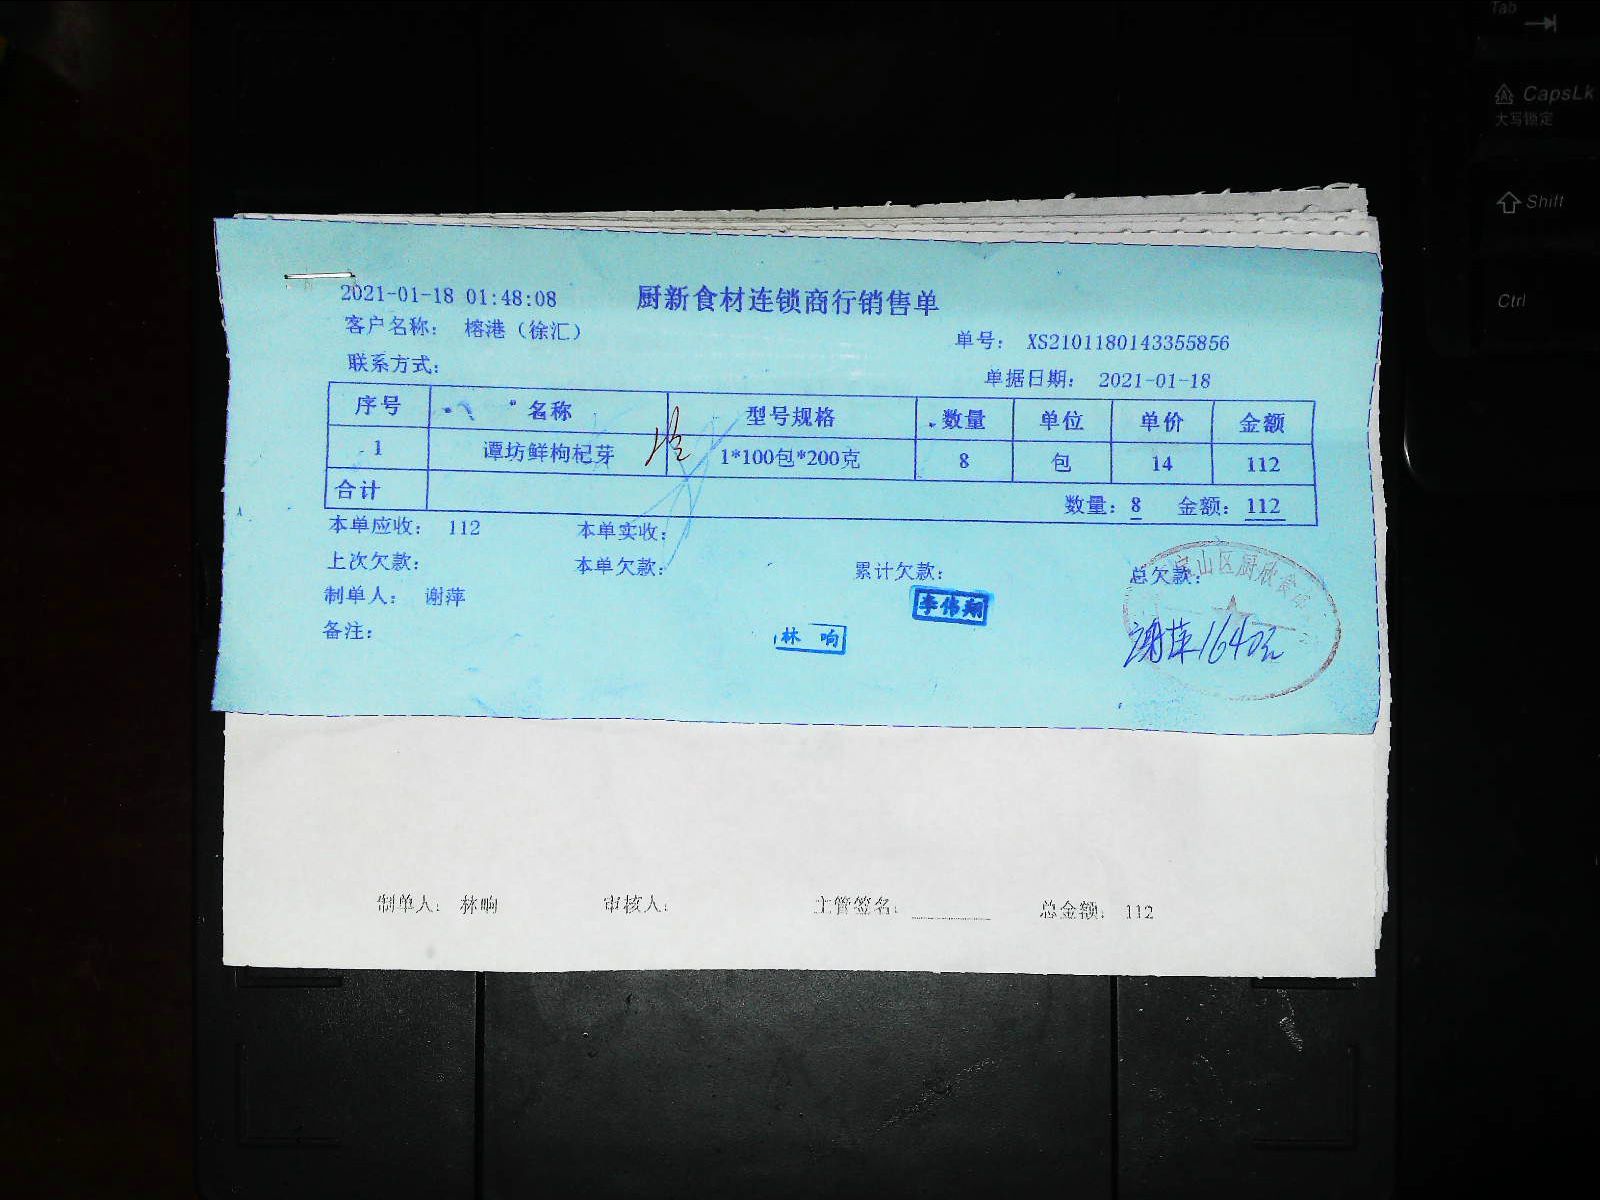 Tab
CapsLk
大写锁定
Shift
Ctrl
2021-01-18 01:48:08 厨新食材连锁商行销售单
客户名称： 榕港（徐汇） 单号： XS2101180143355856
联系方式： 单据日期： 2021-01-18
序号 名称 型号规格 数量 单位 单价 金额
1 谭坊鲜枸杞芽 1*100包*200克 8 包 14 112
合计 数量：8 金额：112
本单应收： 112 本单实收：
上次欠款： 本单欠款： 累计欠款： 总欠款：
制单人： 谢萍 李伟翔
备注： 林响 谢萍1640元
制单人： 林响 审核人： 主管签名： 总金额： 112